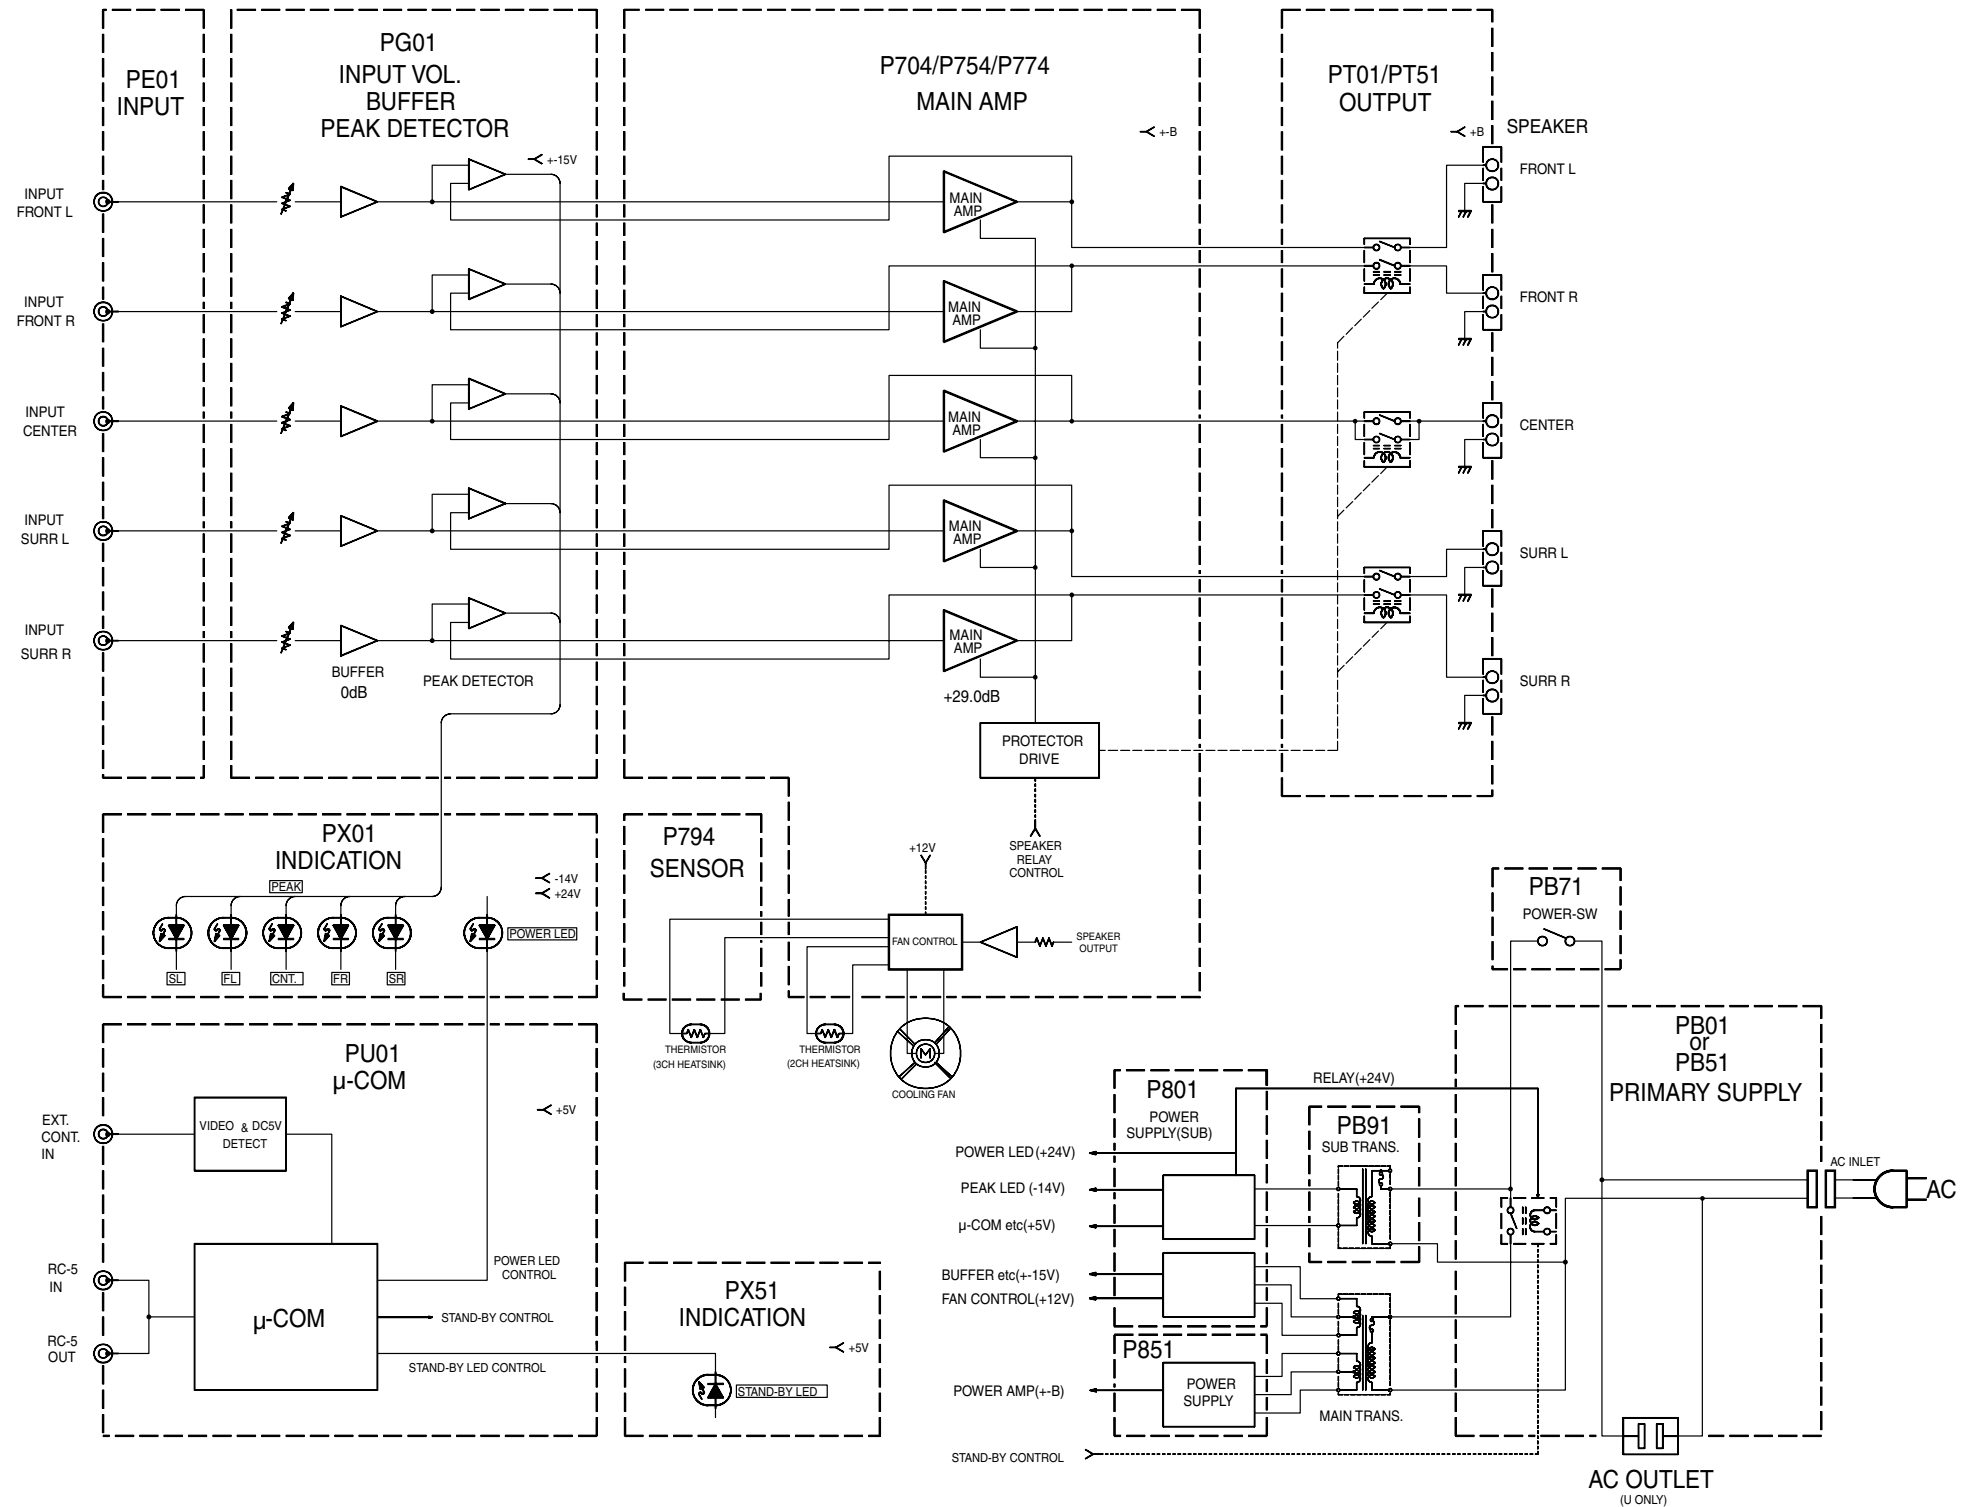 PE01
INPUT
PG01
INPUT VOL.
BUFFER
PEAK DETECTOR
+-15V
P704/P754/P774
MAIN AMP
+-B
PT01/PT51
OUTPUT
+B
SPEAKER
INPUT
FRONT L
MAIN
AMP
FRONT L
INPUT
FRONT R
MAIN
AMP
FRONT R
INPUT
CENTER
MAIN
AMP
CENTER
INPUT
SURR L
MAIN
AMP
SURR L
INPUT
SURR R
MAIN
AMP
SURR R
BUFFER
0dB
PEAK DETECTOR
+29.0dB
PROTECTOR
DRIVE
SPEAKER
RELAY
CONTROL
PX01
INDICATION
PEAK
-14V
+24V
POWER LED
SL
FL
CNT.
FR
SR
P794
SENSOR
+12V
FAN CONTROL
SPEAKER
OUTPUT
THERMISTOR
(3CH HEATSINK)
THERMISTOR
(2CH HEATSINK)
M
COOLING FAN
PB71
POWER-SW
PU01
µ-COM
+5V
EXT.
CONT.
IN
VIDEO & DC5V
DETECT
RC-5
IN
RC-5
OUT
µ-COM
POWER LED
CONTROL
STAND-BY CONTROL
STAND-BY LED CONTROL
PX51
INDICATION
+5V
STAND-BY LED
P801
POWER
SUPPLY(SUB)
RELAY(+24V)
PB91
SUB TRANS.
PB01
or
PB51
PRIMARY SUPPLY
POWER LED(+24V)
PEAK LED (-14V)
µ-COM etc(+5V)
BUFFER etc(+-15V)
FAN CONTROL(+12V)
P851
POWER AMP(+-B)
POWER
SUPPLY
MAIN TRANS.
STAND-BY CONTROL
AC INLET
AC
AC OUTLET
(U ONLY)